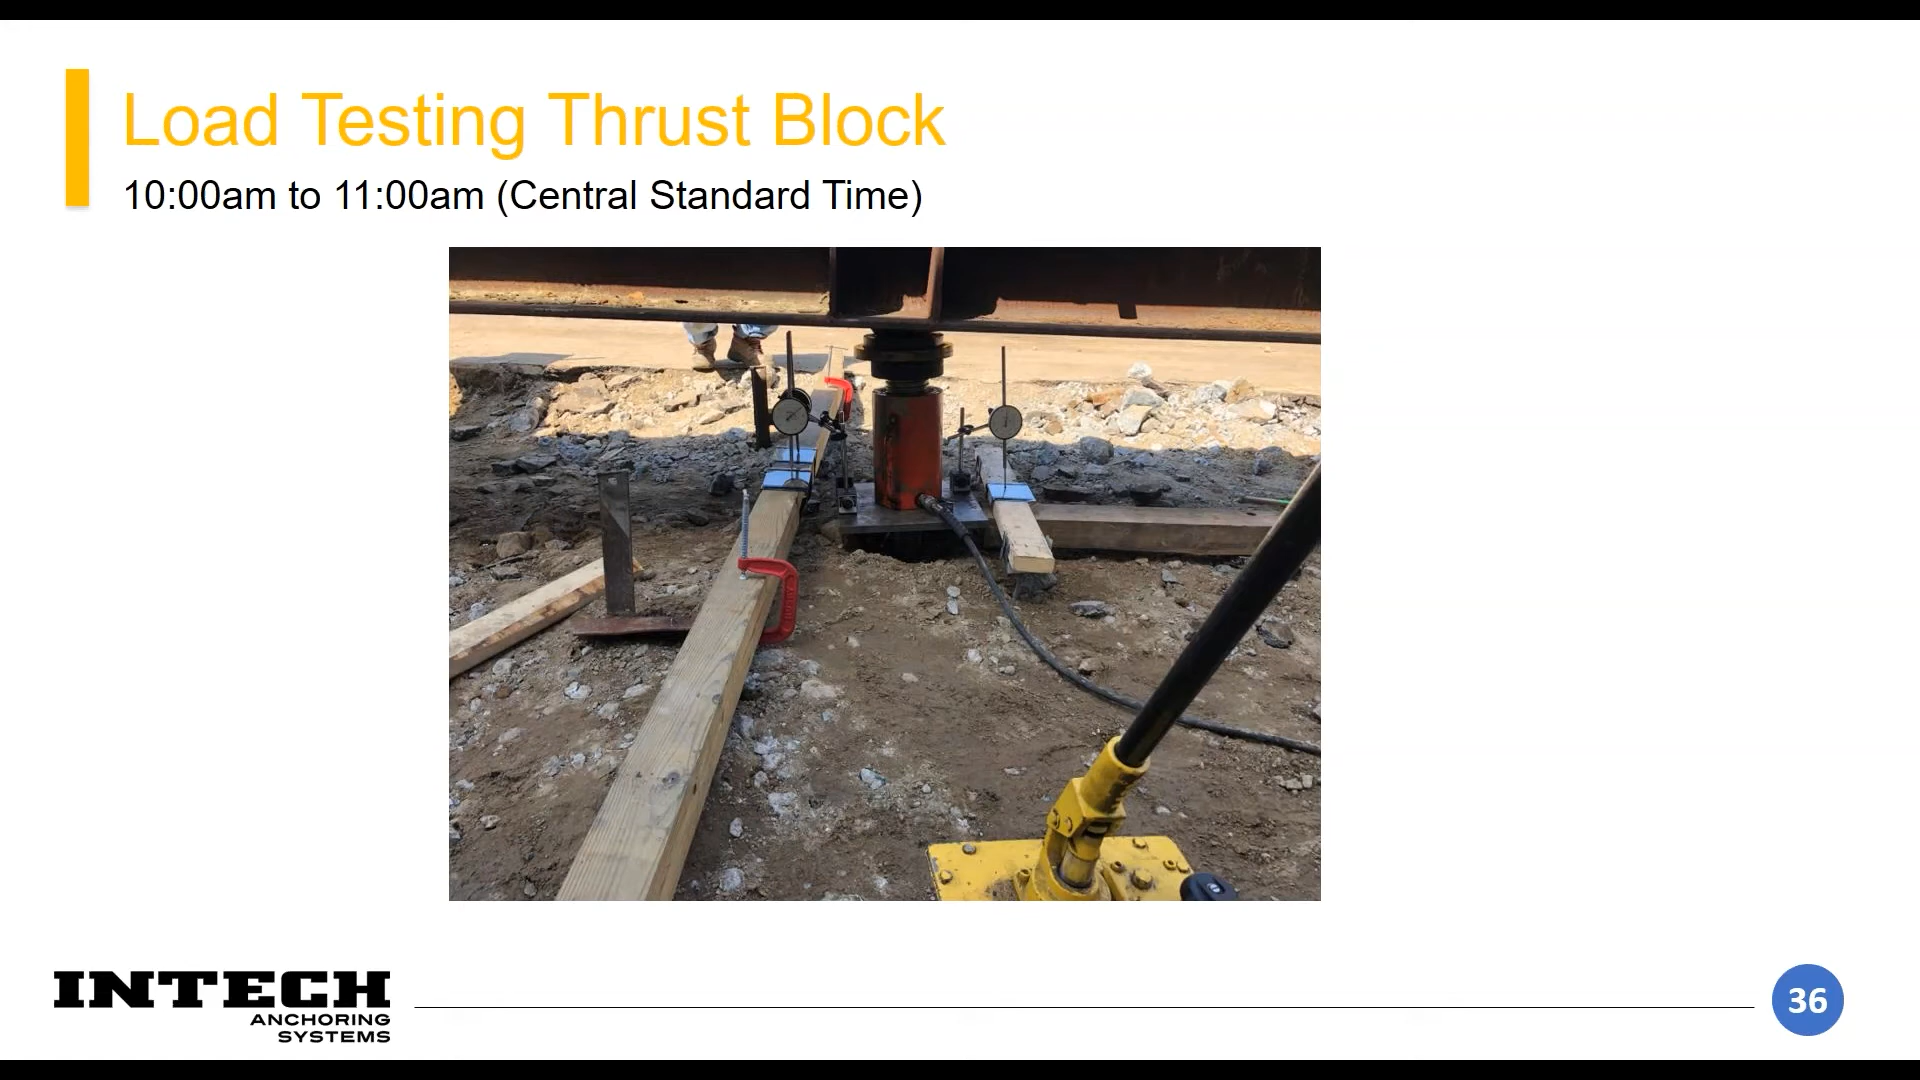 Load Testing Thrust Block
10:00am to 11:00am (Central Standard Time)
INTECH
ANCHORING
SYSTEMS
36